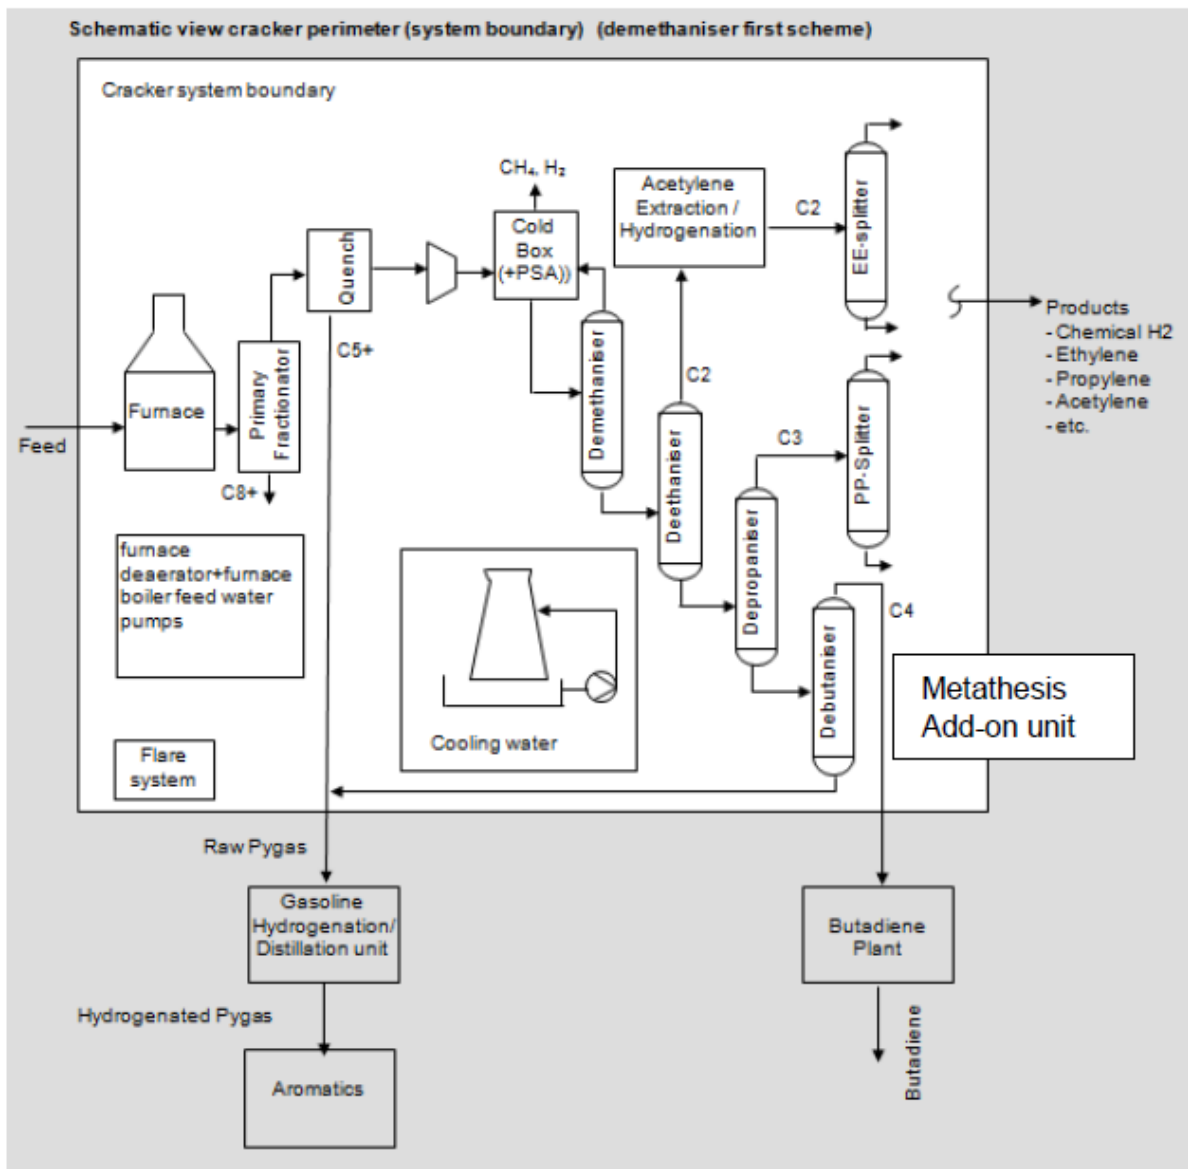 Schematic view cracker perimeter (system boundary) (demethaniser first scheme)
Cracker system boundary
CH₄, H₂
Acetylene
Extraction /
Hydrogenation
C2
EE-splitter
Cold
Box
(+PSA))
Quench
Products
- Chemical H2
- Ethylene
- Propylene
- Acetylene
- etc.
C5+
Demethaniser
C2
Furnace
Primary
Fractionator
Feed
C8+
Deethaniser
C3
PP-Splitter
Depropaniser
furnace
deaerator+furnace
boiler feed water
pumps
C4
Debutaniser
Metathesis
Add-on unit
Cooling water
Flare
system
Raw Pygas
Gasoline
Hydrogenation/
Distillation unit
Butadiene
Plant
Hydrogenated Pygas
Butadiene
Aromatics